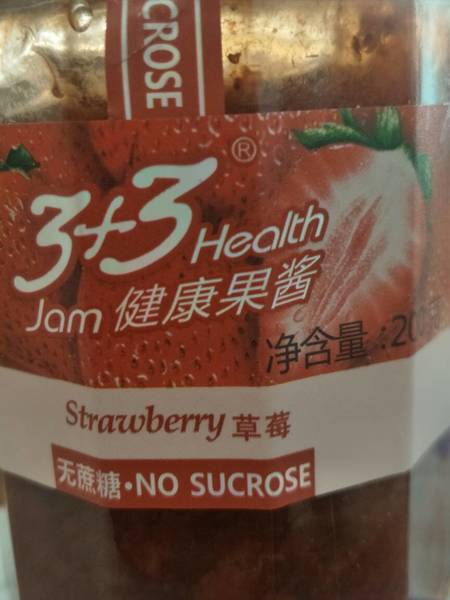 CROSE
3+3®
Health
Jam 健康果酱
净含量:20
Strawberry 草莓
无蔗糖·NO SUCROSE